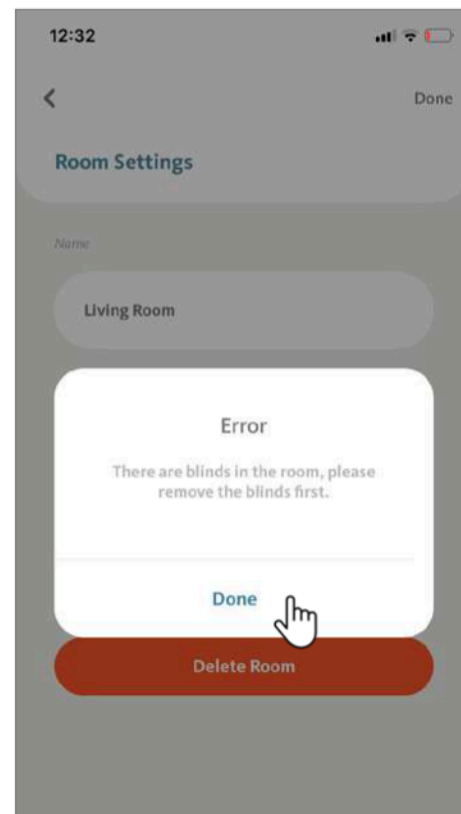 12:32
Done
Room Settings
Name
Living Room
Error
There are blinds in the room, please
remove the blinds first.
Done
Delete Room